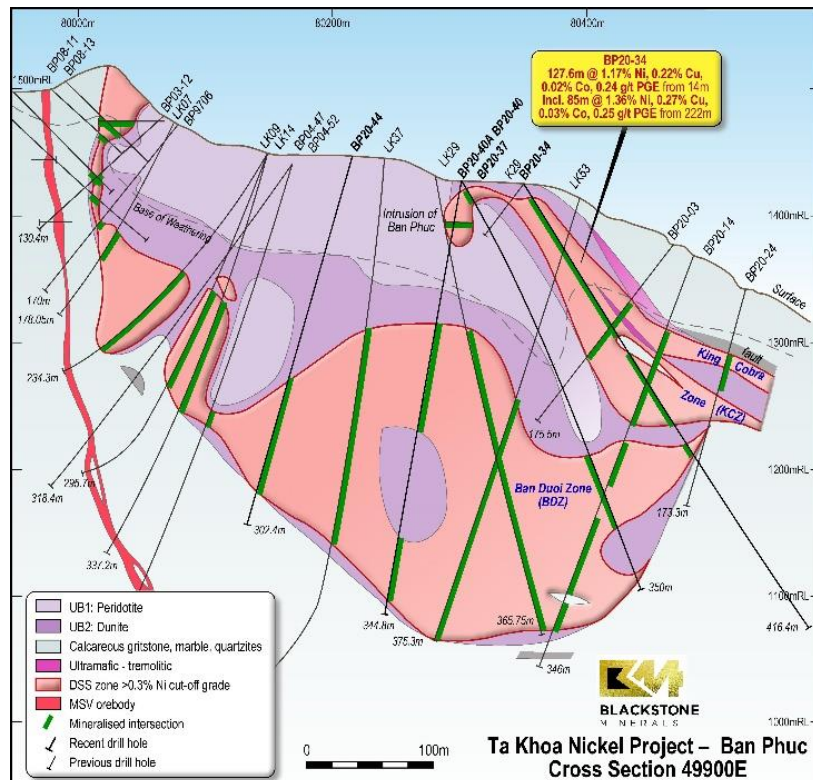 80000m
80200m
80400m
BP08-11
BP08-13
1500mRL
BP03-12
LK07
BP9706
LK09
LK14
BP04-47
BP04-52
BP20-44
LK37
LK29
BP20-40A
BP20-40
BP20-37
K28
BP20-34
LK53
BP20-03
BP20-14
BP20-24
BP20-34
127.6m @ 1.17% Ni, 0.22% Cu,
0.02% Co, 0.24 g/t PGE from 14m
Incl. 85m @ 1.36% Ni, 0.27% Cu,
0.03% Co, 0.25 g/t PGE from 222m
1400mRL
Base of Weathering
Intrusion of
Ban Phuc
Surface
139.4m
170m
178.05m
1300mRL
fault
King Cobra
Zone (KCZ)
234.3m
175.5m
1200mRL
295.7m
318.4m
302.4m
Ban Duoi Zone
(BDZ)
173.3m
337.2m
350m
1100mRL
344.8m
375.3m
365.75m
346m
416.4m
UB1: Peridotite
UB2: Dunite
Calcareous gritstone, marble, quartzites
Ultramafic - tremolitic
DSS zone >0.3% Ni cut-off grade
MSV orebody
Mineralised intersection
Recent drill hole
Previous drill hole
0
100m
BLACKSTONE
MINERALS
1000mRL
Ta Khoa Nickel Project – Ban Phuc
Cross Section 49900E